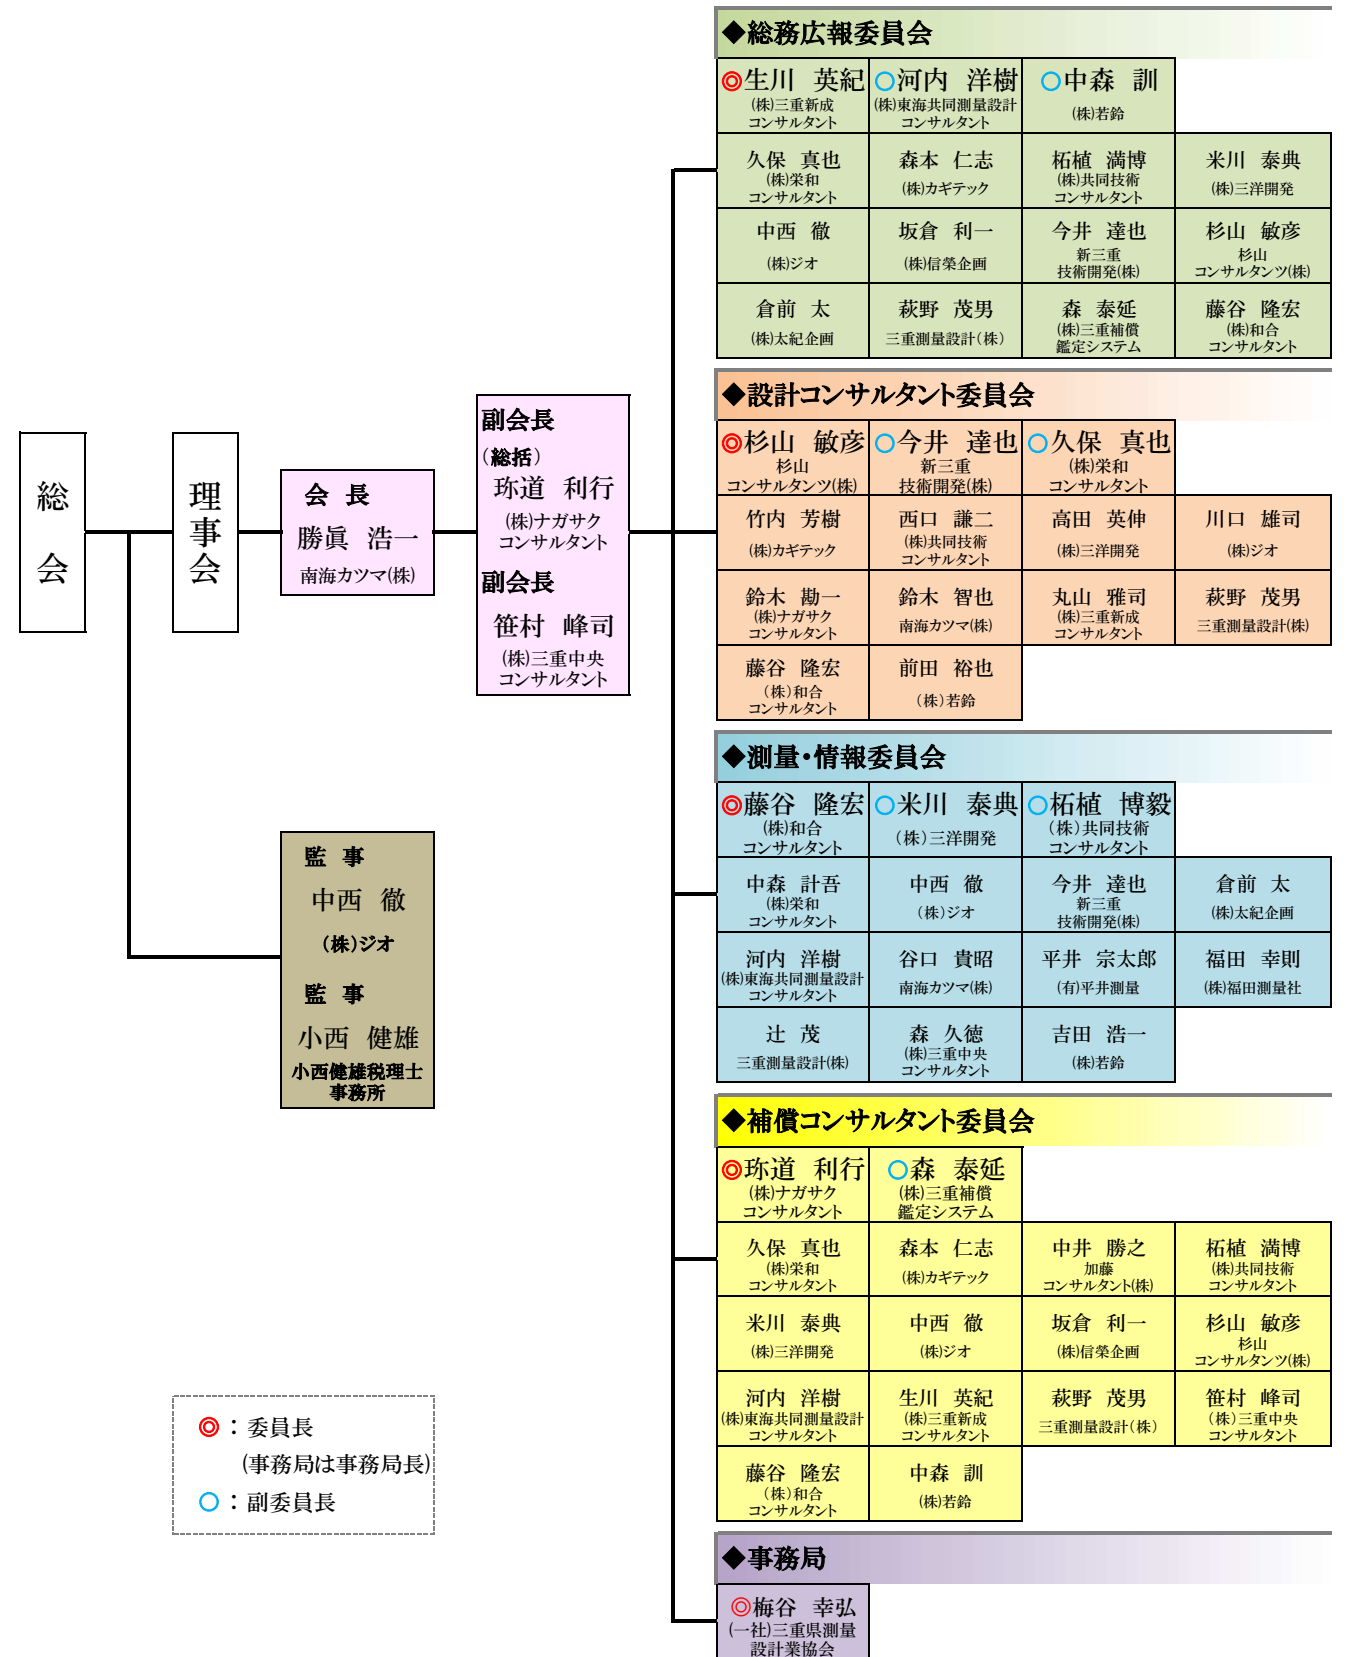 総
会
理
事
会
会 長
勝眞 浩一
南海カツマ(株)
副会長
(総括)
珎道 利行
(株)ナガサク
コンサルタント
副会長
笹村 峰司
(株)三重中央
コンサルタント
監 事
中西 徹
(株)ジオ
監 事
小西 健雄
小西健雄税理士
事務所
◎：委員長
(事務局は事務局長)
○：副委員長
◆総務広報委員会
◎生川 英紀
(株)三重新成
コンサルタント
○河内 洋樹
(株)東海共同測量設計
コンサルタント
○中森 訓
(株)若鈴
久保 真也
(株)栄和
コンサルタント
森本 仁志
(株)カギテック
柘植 満博
(株)共同技術
コンサルタント
米川 泰典
(株)三洋開発
中西 徹
(株)ジオ
坂倉 利一
(株)信榮企画
今井 達也
新三重
技術開発(株)
杉山 敏彦
杉山
コンサルタンツ(株)
倉前 太
(株)太紀企画
萩野 茂男
三重測量設計(株)
森 泰延
(株)三重補償
鑑定システム
藤谷 隆宏
(株)和合
コンサルタント
◆設計コンサルタント委員会
◎杉山 敏彦
杉山
コンサルタンツ(株)
○今井 達也
新三重
技術開発(株)
○久保 真也
(株)栄和
コンサルタント
竹内 芳樹
(株)カギテック
西口 謙二
(株)共同技術
コンサルタント
高田 英伸
(株)三洋開発
川口 雄司
(株)ジオ
鈴木 勘一
(株)ナガサク
コンサルタント
鈴木 智也
南海カツマ(株)
丸山 雅司
(株)三重新成
コンサルタント
萩野 茂男
三重測量設計(株)
藤谷 隆宏
(株)和合
コンサルタント
前田 裕也
(株)若鈴
◆測量・情報委員会
◎藤谷 隆宏
(株)和合
コンサルタント
○米川 泰典
(株)三洋開発
○柘植 博毅
(株)共同技術
コンサルタント
中森 計吾
(株)栄和
コンサルタント
中西 徹
(株)ジオ
今井 達也
新三重
技術開発(株)
倉前 太
(株)太紀企画
河内 洋樹
(株)東海共同測量設計
コンサルタント
谷口 貴昭
南海カツマ(株)
平井 宗太郎
(有)平井測量
福田 幸則
(株)福田測量社
辻 茂
三重測量設計(株)
森 久徳
(株)三重中央
コンサルタント
吉田 浩一
(株)若鈴
◆補償コンサルタント委員会
◎珎道 利行
(株)ナガサク
コンサルタント
○森 泰延
(株)三重補償
鑑定システム
久保 真也
(株)栄和
コンサルタント
森本 仁志
(株)カギテック
中井 勝之
加藤
コンサルタント(株)
柘植 満博
(株)共同技術
コンサルタント
米川 泰典
(株)三洋開発
中西 徹
(株)ジオ
坂倉 利一
(株)信榮企画
杉山 敏彦
杉山
コンサルタンツ(株)
河内 洋樹
(株)東海共同測量設計
コンサルタント
生川 英紀
(株)三重新成
コンサルタント
萩野 茂男
三重測量設計(株)
笹村 峰司
(株)三重中央
コンサルタント
藤谷 隆宏
(株)和合
コンサルタント
中森 訓
(株)若鈴
◆事務局
◎梅谷 幸弘
(一社)三重県測量
設計業協会